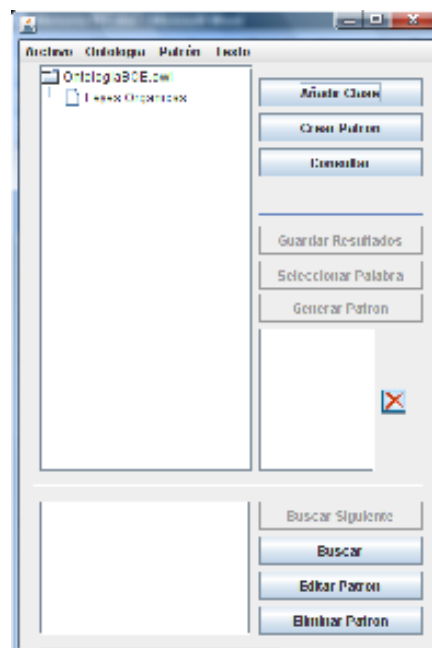 Archivo Ontologia Patrón Texto
OntologiaBOE.owl
Leyes Organicas
Añadir Clase
Crear Patron
Consultar
Guardar Resultados
Seleccionar Palabra
Generar Patron
Buscar Siguiente
Buscar
Editar Patron
Eliminar Patron